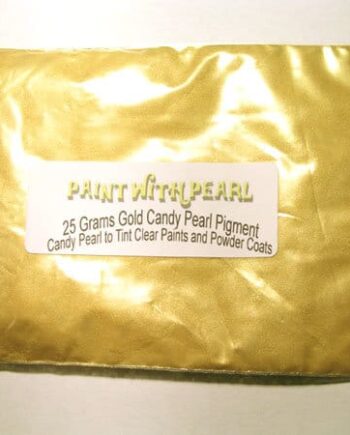 PAINT WITH PEARL
25 Grams Gold Candy Pearl Pigment
Candy Pearl to Tint Clear Paints and Powder Coats